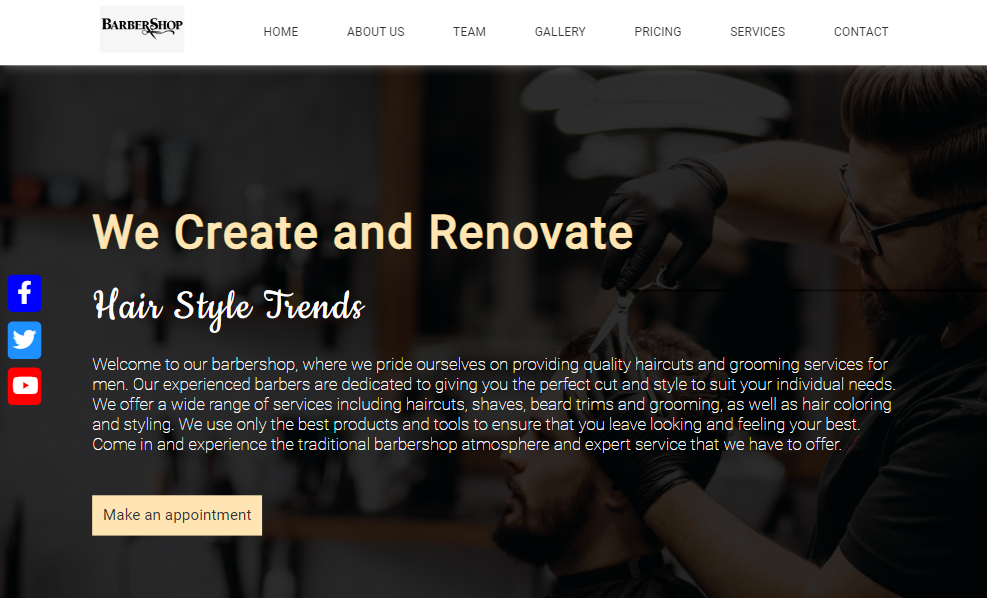 BARBERSHOP
HOME
ABOUT US
TEAM
GALLERY
PRICING
SERVICES
CONTACT
We Create and Renovate
Hair Style Trends
Welcome to our barbershop, where we pride ourselves on providing quality haircuts and grooming services for
men. Our experienced barbers are dedicated to giving you the perfect cut and style to suit your individual needs.
We offer a wide range of services including haircuts, shaves, beard trims and grooming, as well as hair coloring
and styling. We use only the best products and tools to ensure that you leave looking and feeling your best.
Come in and experience the traditional barbershop atmosphere and expert service that we have to offer.
Make an appointment